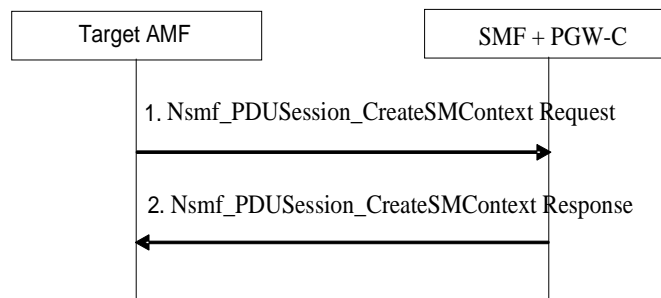 Target AMF
SMF + PGW-C
1. Nsmf_PDUSession_CreateSMContext Request
2. Nsmf_PDUSession_CreateSMContext Response